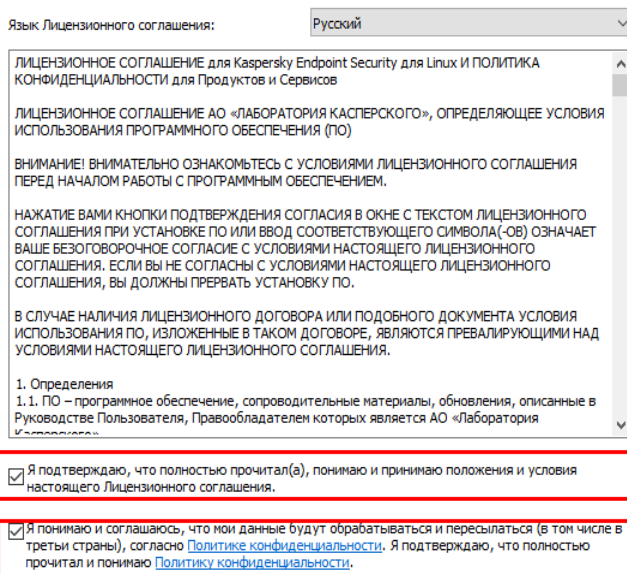 Язык Лицензионного соглашения:
Русский
ЛИЦЕНЗИОННОЕ СОГЛАШЕНИЕ для Kaspersky Endpoint Security для Linux И ПОЛИТИКА
КОНФИДЕНЦИАЛЬНОСТИ для Продуктов и Сервисов
ЛИЦЕНЗИОННОЕ СОГЛАШЕНИЕ АО «ЛАБОРАТОРИЯ КАСПЕРСКОГО», ОПРЕДЕЛЯЮЩЕЕ УСЛОВИЯ
ИСПОЛЬЗОВАНИЯ ПРОГРАММНОГО ОБЕСПЕЧЕНИЯ (ПО)
ВНИМАНИЕ! ВНИМАТЕЛЬНО ОЗНАКОМЬТЕСЬ С УСЛОВИЯМИ ЛИЦЕНЗИОННОГО СОГЛАШЕНИЯ
ПЕРЕД НАЧАЛОМ РАБОТЫ С ПРОГРАММНЫМ ОБЕСПЕЧЕНИЕМ.
НАЖАТИЕ ВАМИ КНОПКИ ПОДТВЕРЖДЕНИЯ СОГЛАСИЯ В ОКНЕ С ТЕКСТОМ ЛИЦЕНЗИОННОГО
СОГЛАШЕНИЯ ПРИ УСТАНОВКЕ ПО ИЛИ ВВОД СООТВЕТСТВУЮЩЕГО СИМВОЛА(-ОВ) ОЗНАЧАЕТ
ВАШЕ БЕЗОГОВОРОЧНОЕ СОГЛАСИЕ С УСЛОВИЯМИ НАСТОЯЩЕГО ЛИЦЕНЗИОННОГО
СОГЛАШЕНИЯ. ЕСЛИ ВЫ НЕ СОГЛАСНЫ С УСЛОВИЯМИ НАСТОЯЩЕГО ЛИЦЕНЗИОННОГО
СОГЛАШЕНИЯ, ВЫ ДОЛЖНЫ ПРЕРВАТЬ УСТАНОВКУ ПО.
В СЛУЧАЕ НАЛИЧИЯ ЛИЦЕНЗИОННОГО ДОГОВОРА ИЛИ ПОДОБНОГО ДОКУМЕНТА УСЛОВИЯ
ИСПОЛЬЗОВАНИЯ ПО, ИЗЛОЖЕННЫЕ В ТАКОМ ДОГОВОРЕ, ЯВЛЯЮТСЯ ПРЕВАЛИРУЮЩИМИ НАД
УСЛОВИЯМИ НАСТОЯЩЕГО ЛИЦЕНЗИОННОГО СОГЛАШЕНИЯ.
1. Определения
1.1. ПО – программное обеспечение, сопроводительные материалы, обновления, описанные в
Руководстве Пользователя, Правообладателем которых является АО «Лаборатория
Касперского»
Я подтверждаю, что полностью прочитал(а), понимаю и принимаю положения и условия
настоящего Лицензионного соглашения.
Я понимаю и соглашаюсь, что мои данные будут обрабатываться и пересылаться (в том числе в
третьи страны), согласно Политике конфиденциальности. Я подтверждаю, что полностью
прочитал и понимаю Политику конфиденциальности.